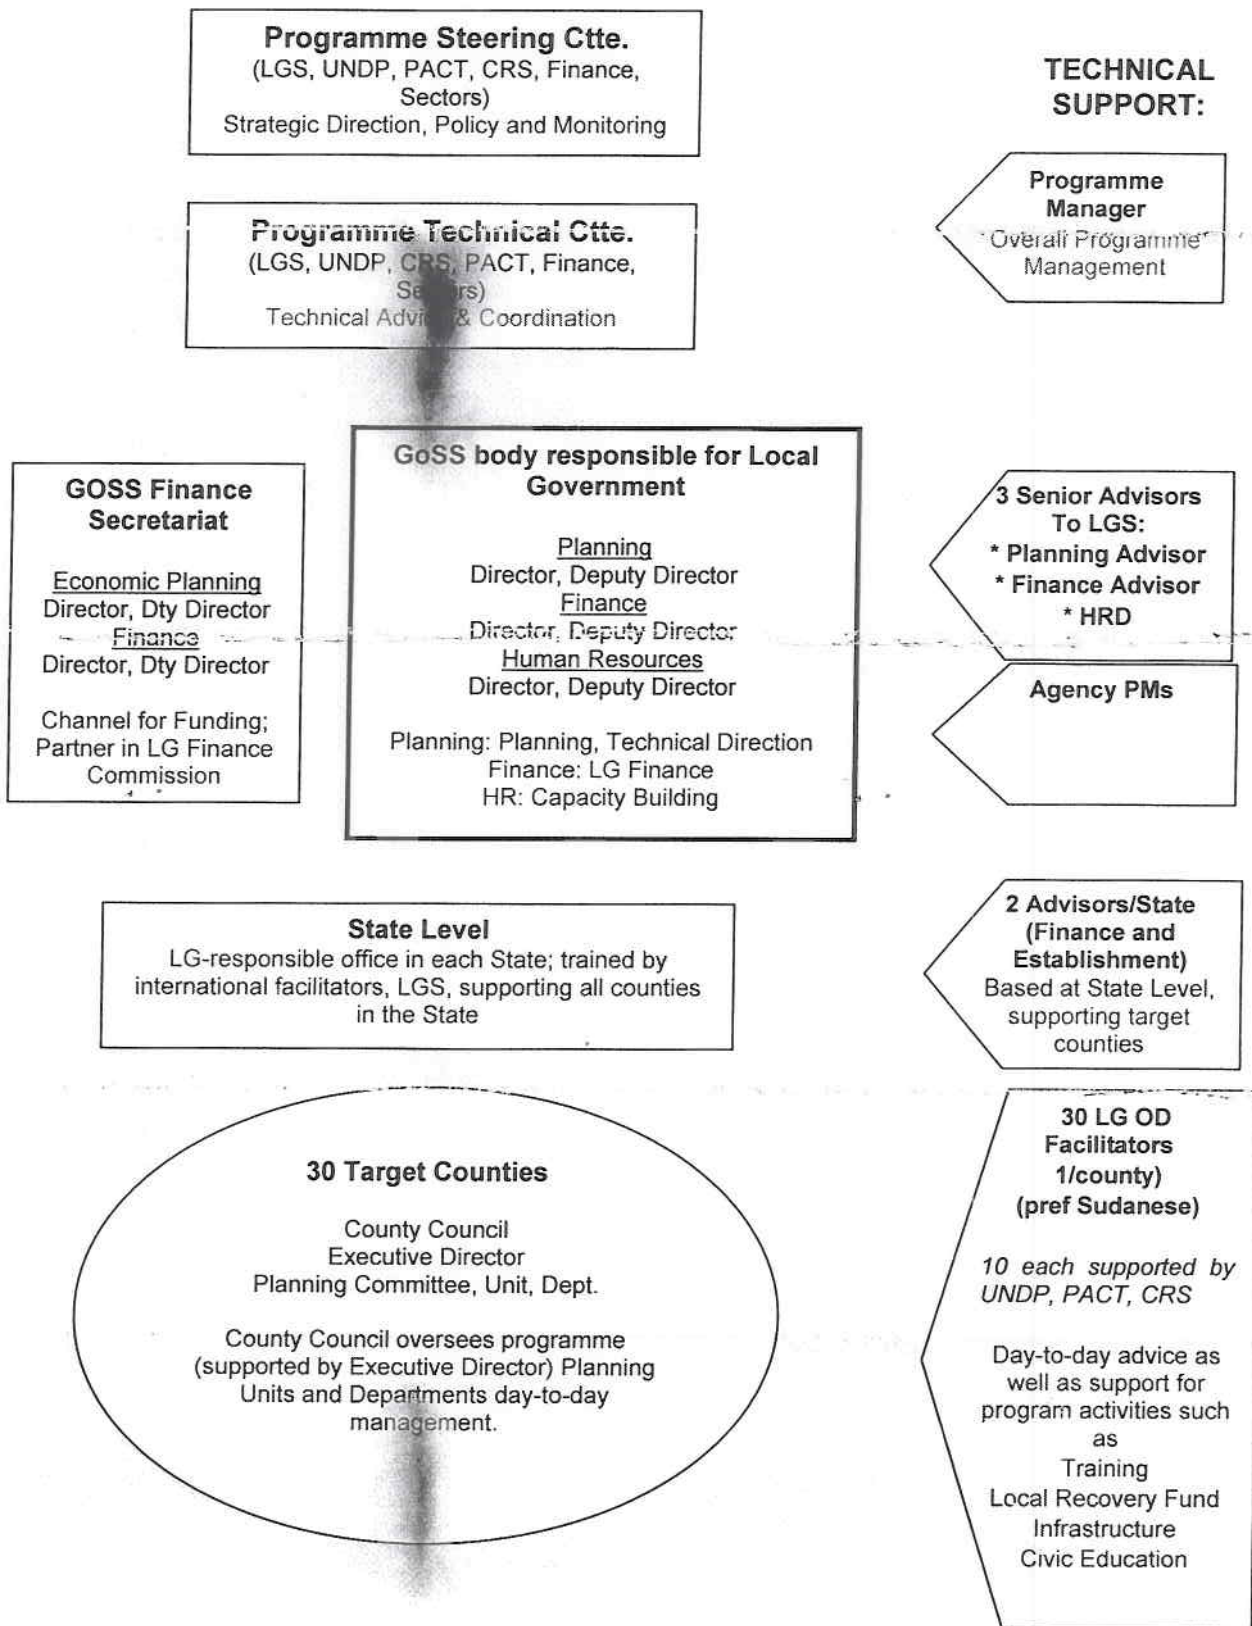 Programme Steering Ctte.
(LGS, UNDP, PACT, CRS, Finance,
Sectors)
Strategic Direction, Policy and Monitoring
TECHNICAL
SUPPORT:
Programme
Manager
Overall Programme
Management
Programme Technical Ctte.
(LGS, UNDP, CRS, PACT, Finance,
Sectors)
Technical Advice & Coordination
GOSS Finance
Secretariat
Economic Planning
Director, Dty Director
Finance
Director, Dty Director
Channel for Funding;
Partner in LG Finance
Commission
GoSS body responsible for Local
Government
Planning
Director, Deputy Director
Finance
Director, Deputy Director
Human Resources
Director, Deputy Director
Planning: Planning, Technical Direction
Finance: LG Finance
HR: Capacity Building
3 Senior Advisors
To LGS:
* Planning Advisor
* Finance Advisor
* HRD
Agency PMs
State Level
LG-responsible office in each State; trained by
international facilitators, LGS, supporting all counties
in the State
2 Advisors/State
(Finance and
Establishment)
Based at State Level,
supporting target
counties
30 Target Counties
County Council
Executive Director
Planning Committee, Unit, Dept.
County Council oversees programme
(supported by Executive Director) Planning
Units and Departments day-to-day
management.
30 LG OD
Facilitators
1/county)
(pref Sudanese)
10 each supported by
UNDP, PACT, CRS
Day-to-day advice as
well as support for
program activities such
as
Training
Local Recovery Fund
Infrastructure
Civic Education